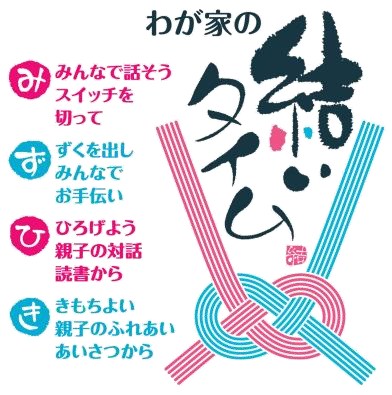 わが家の
結い
タイム
み
みんなで話そう
スイッチを
切って
ず
ずくを出し
みんなで
お手伝い
ひ
ひろげよう
親子の対話
読書から
き
きもちよい
親子のふれあい
あいさつから